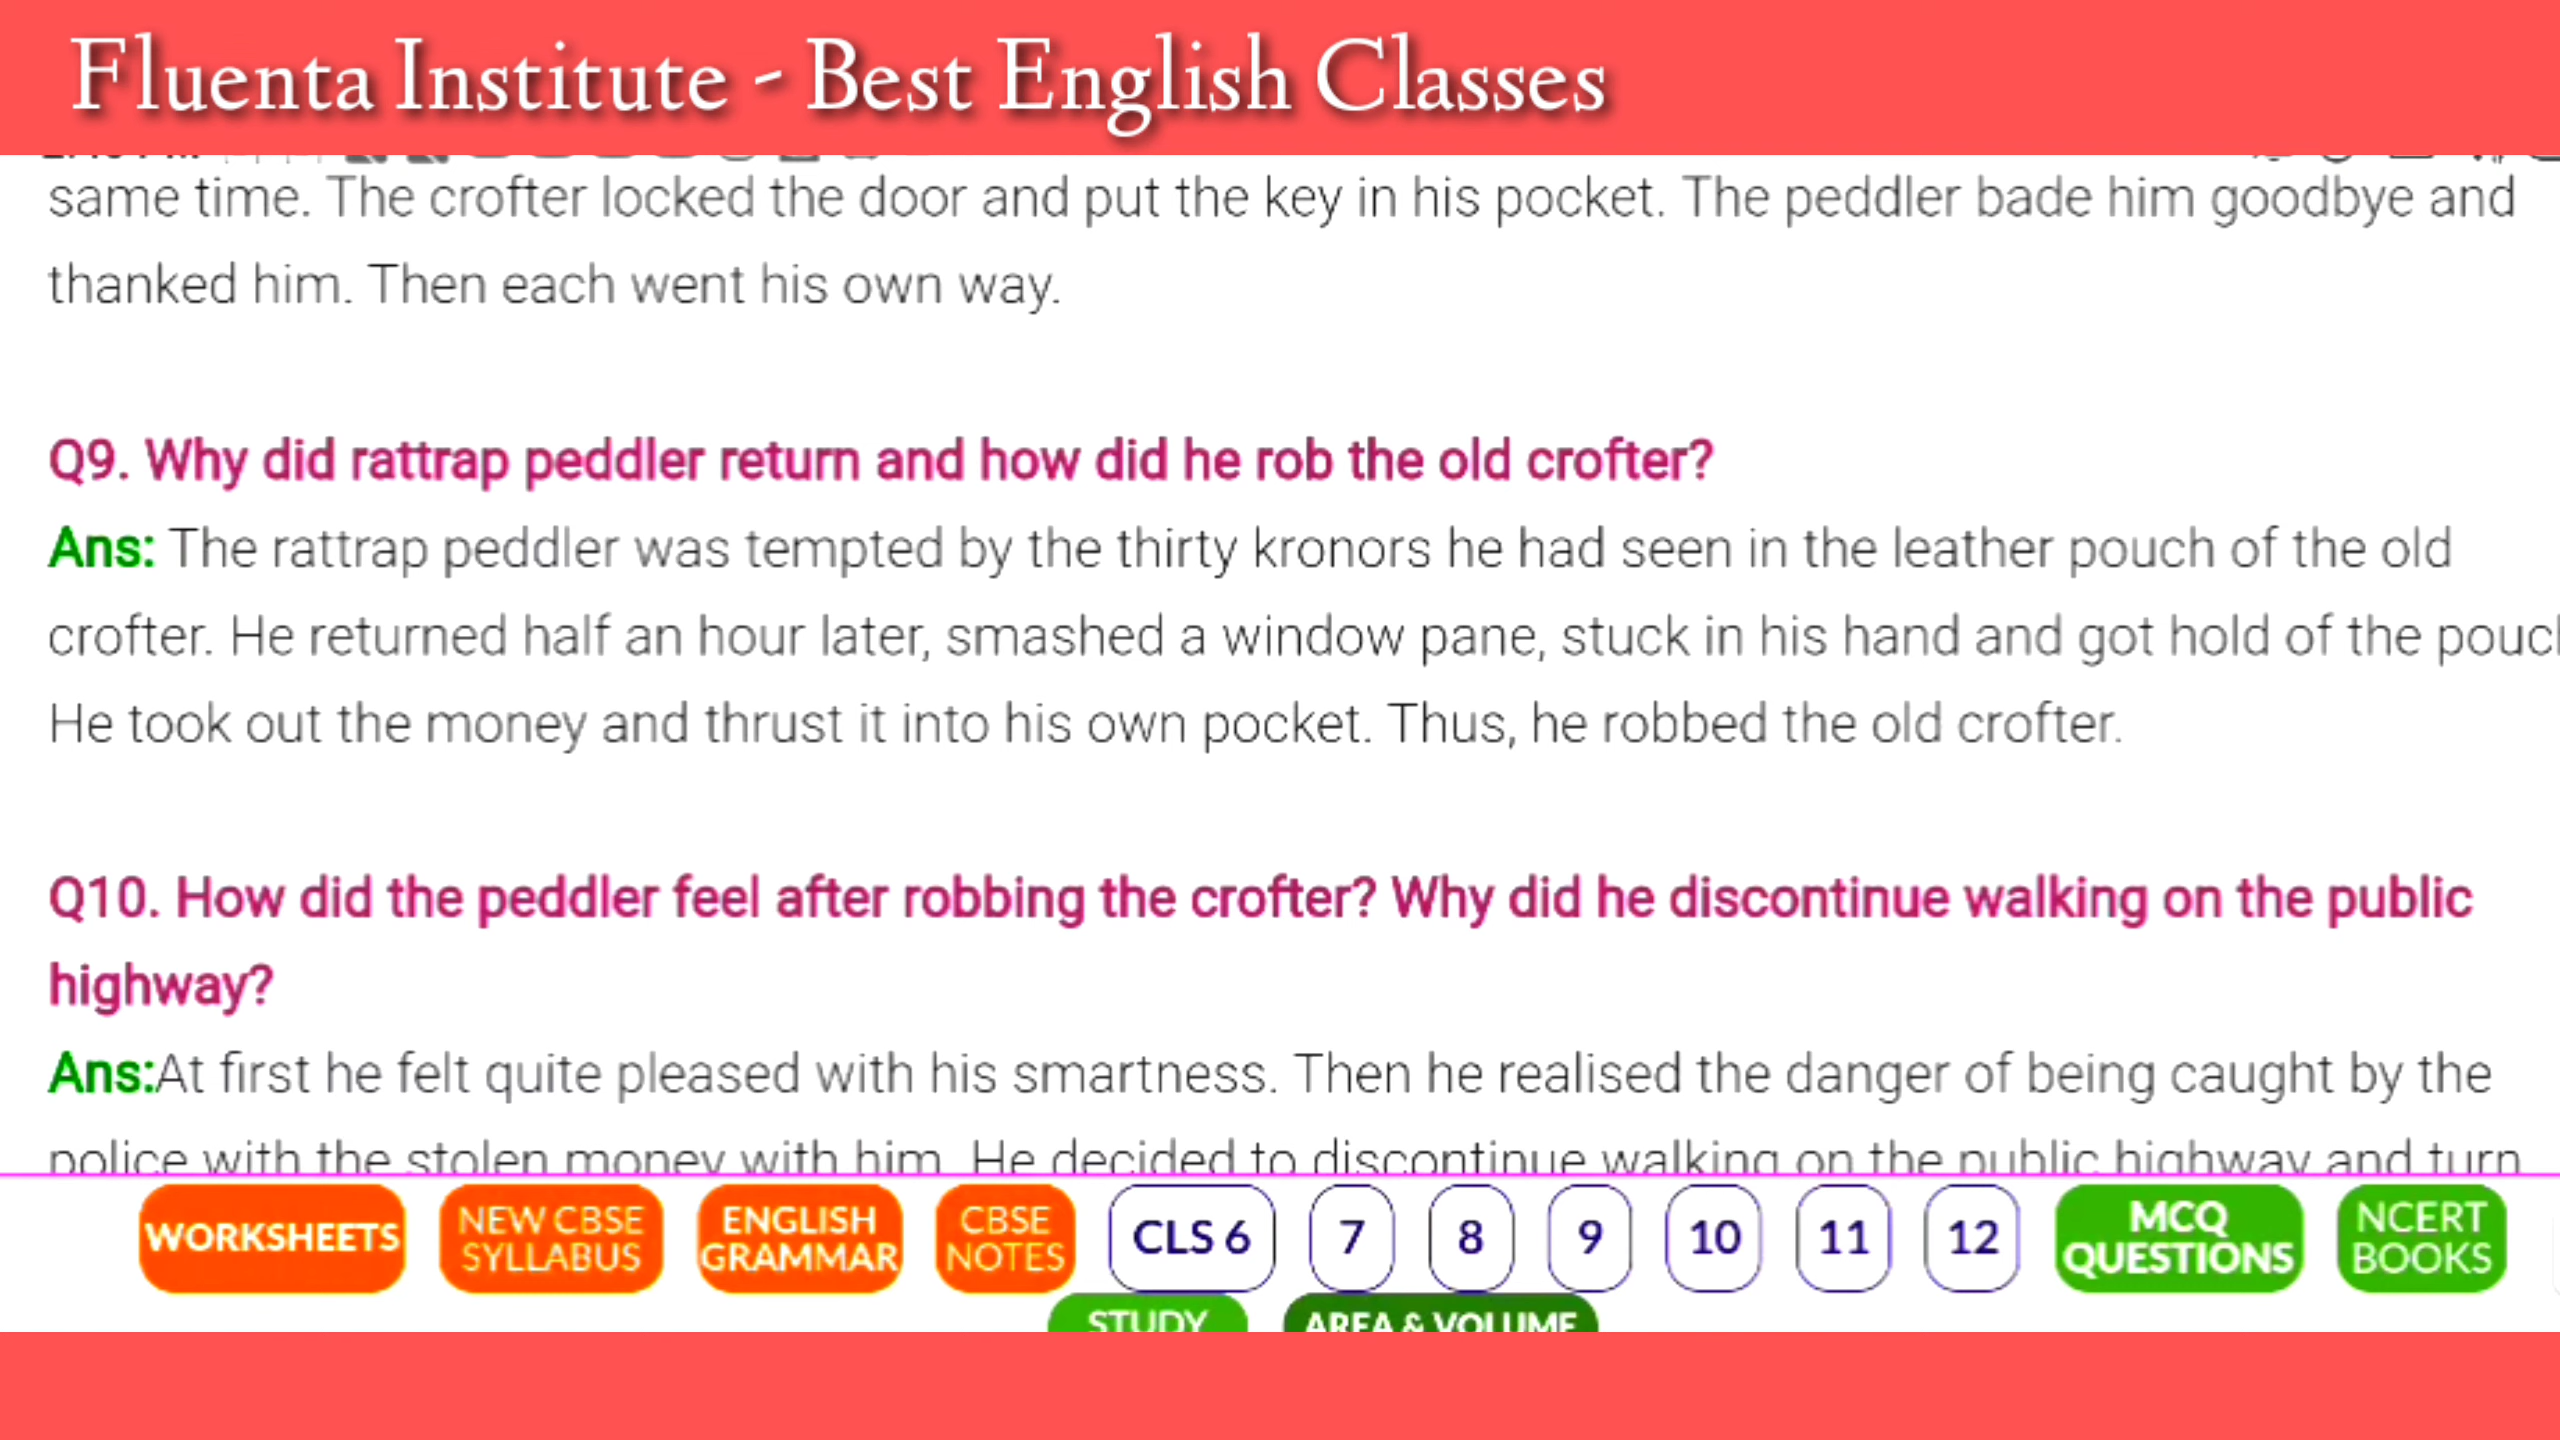 Fluenta Institute - Best English Classes
same time. The crofter locked the door and put the key in his pocket. The peddler bade him goodbye and
thanked him. Then each went his own way.
Q9. Why did rattrap peddler return and how did he rob the old crofter?
Ans: The rattrap peddler was tempted by the thirty kronors he had seen in the leather pouch of the old
crofter. He returned half an hour later, smashed a window pane, stuck in his hand and got hold of the
He took out the money and thrust it into his own pocket. Thus, he robbed the old crofter.
Q10. How did the peddler feel after robbing the crofter? Why did he discontinue walking on the public
highway?
Ans:At first he felt quite pleased with his smartness. Then he realised the danger of being caught by the
police with the stolen money with him. He decided to discontinue walking on the public highway and turn
WORKSHEETS NEW CBSE SYLLABUS ENGLISH GRAMMAR CBSE NOTES CLS 6 7 8 9 10 11 12 MCQ QUESTIONS NCERT BOOKS
STUDY AREA & VOLUME